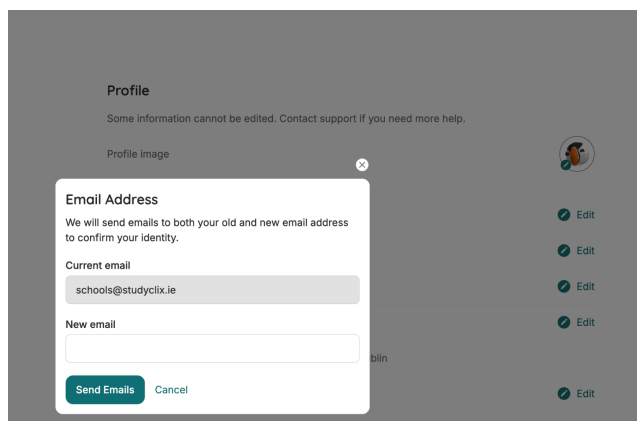 Profile
Some information cannot be edited. Contact support if you need more help.
Profile image
Email Address
We will send emails to both your old and new email address
to confirm your identity.
Current email
schools@studyclix.ie
New email
Send Emails Cancel
Edit
Edit
Edit
Edit
blin
Edit